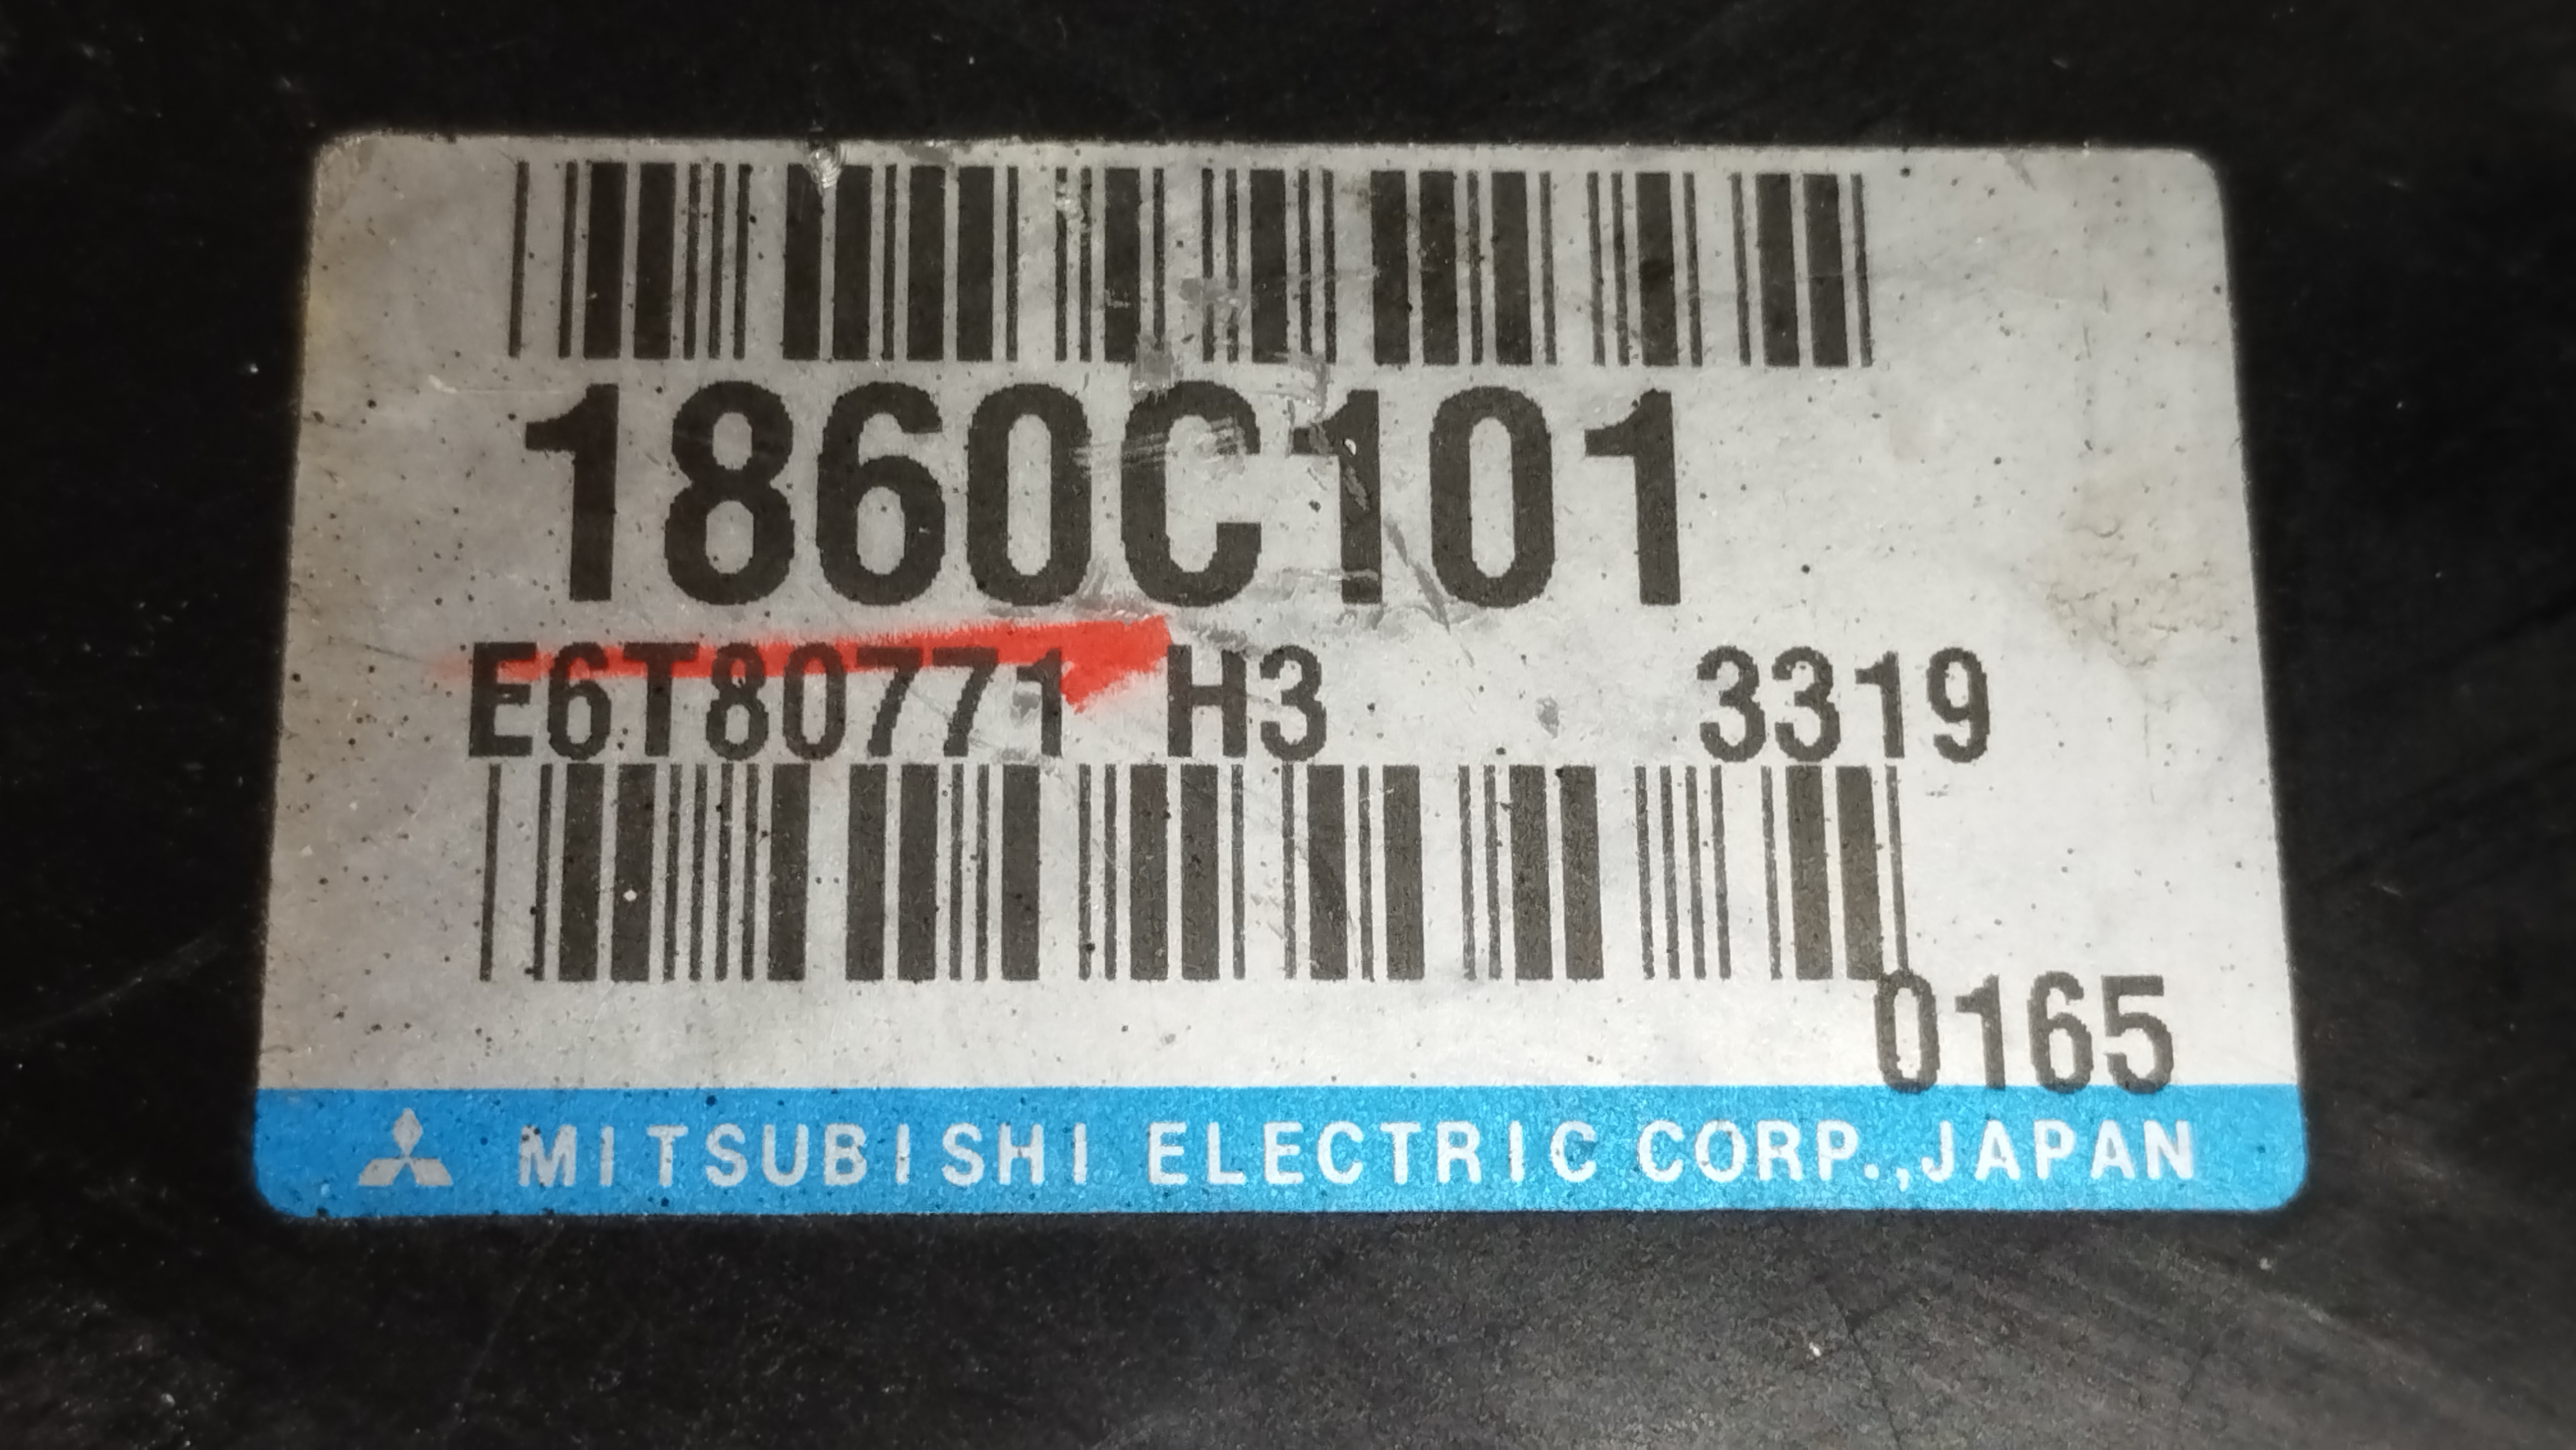 1860C101
E6T80771 H3 3319
0165
MITSUBISHI ELECTRIC CORP.,JAPAN